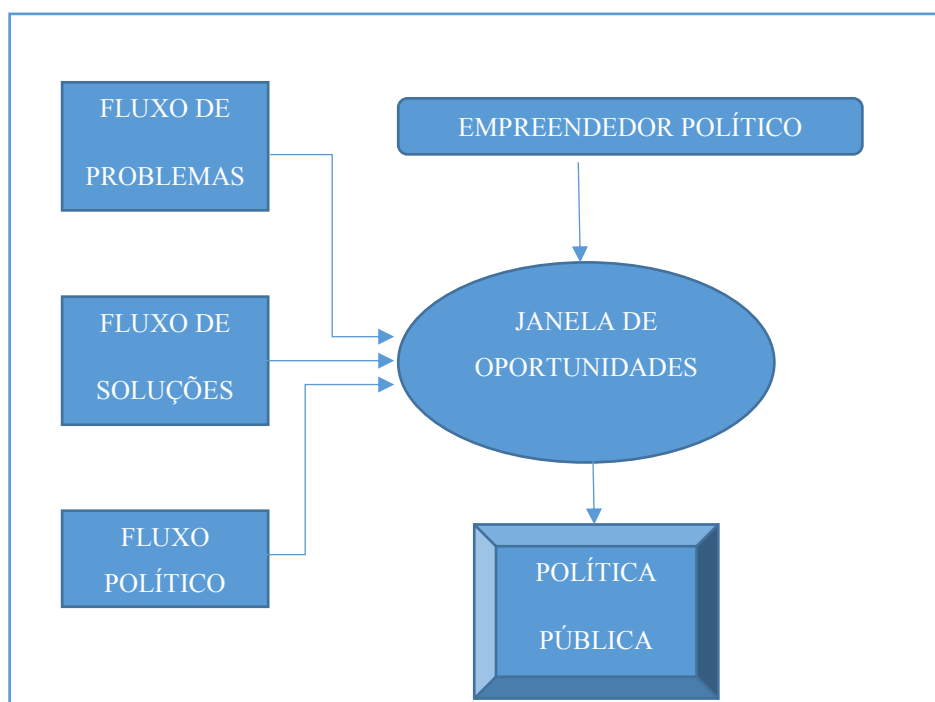 FLUXO DE
PROBLEMAS
EMPREENDEDOR POLÍTICO
FLUXO DE
SOLUÇÕES
JANELA DE
OPORTUNIDADES
FLUXO
POLÍTICO
POLÍTICA
PÚBLICA